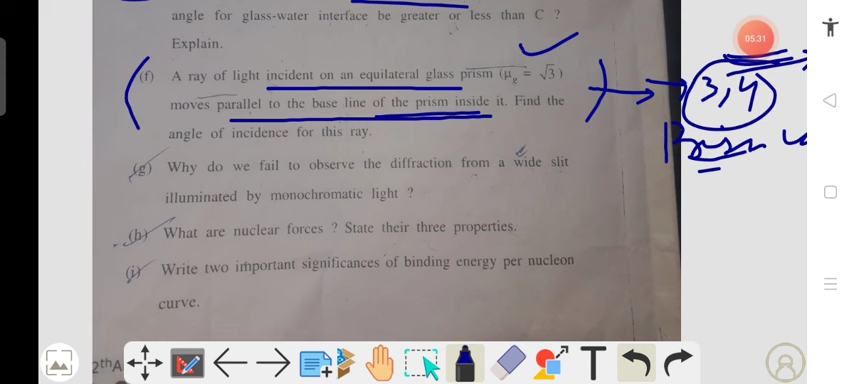 angle for glass-water interface be greater or less than C ?
Explain.
05:31
(f) A ray of light incident on an equilateral glass prism (μg = √3)
moves parallel to the base line of the prism inside it. Find the
angle of incidence for this ray.
3,4
(g) Why do we fail to observe the diffraction from a wide slit
illuminated by monochromatic light ?
(h) What are nuclear forces ? State their three properties.
(i) Write two important significances of binding energy per nucleon
curve.
2thA
T